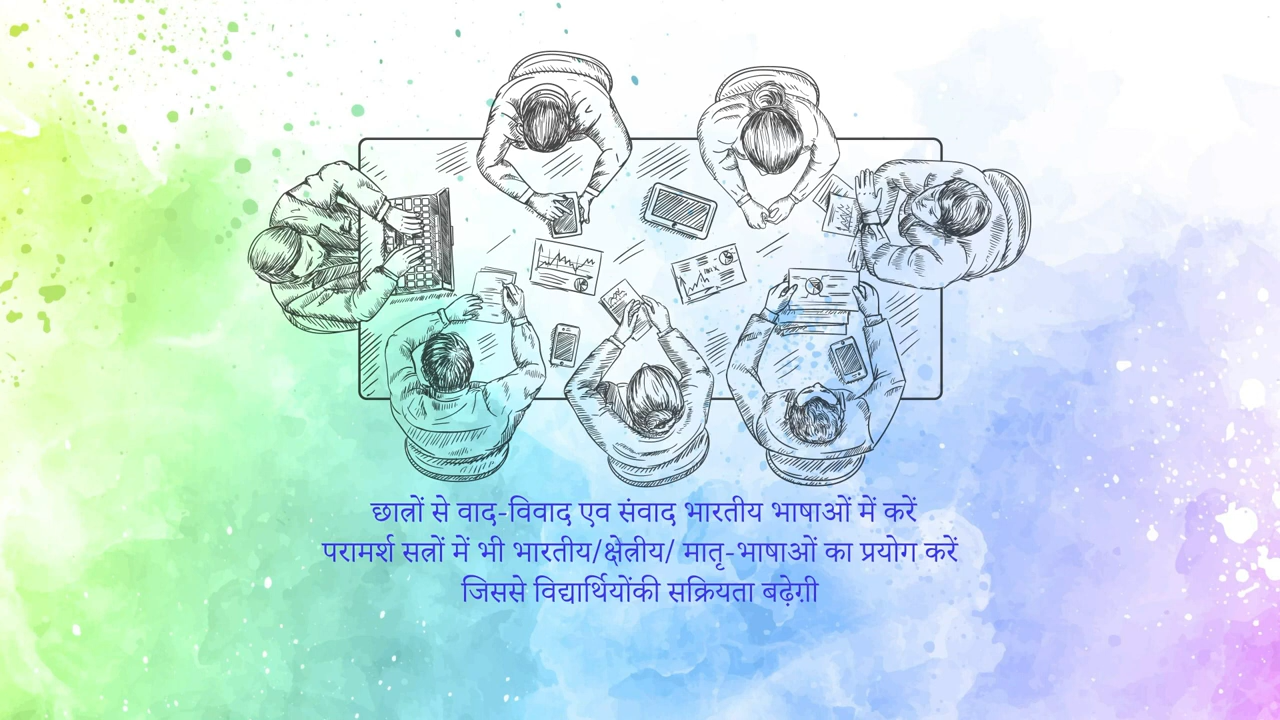 छात्रों से वाद-विवाद एव संवाद भारतीय भाषाओं में करें
परामर्श सत्रों में भी भारतीय/क्षेत्रीय/ मातृ-भाषाओं का प्रयोग करें
जिससे विद्यार्थियोंकी सक्रियता बढ़ेग़ी